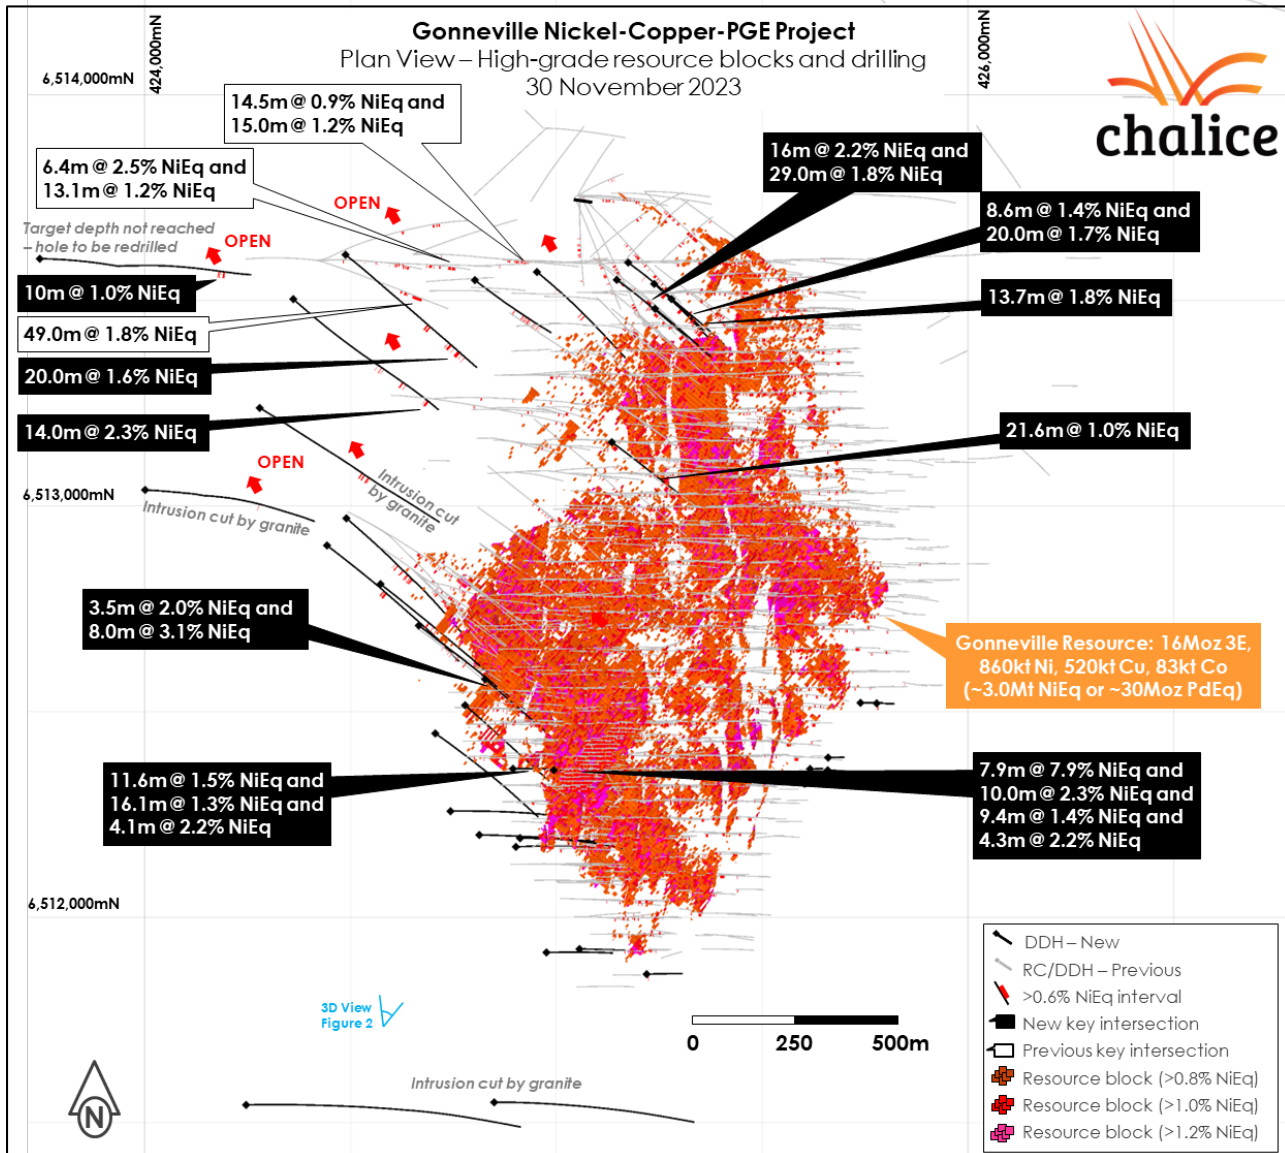 Gonneville Nickel-Copper-PGE Project
Plan View – High-grade resource blocks and drilling
30 November 2023
424,000mN
426,000mN
6,514,000mN
chalice
14.5m @ 0.9% NiEq and
15.0m @ 1.2% NiEq
16m @ 2.2% NiEq and
29.0m @ 1.8% NiEq
6.4m @ 2.5% NiEq and
13.1m @ 1.2% NiEq
OPEN
8.6m @ 1.4% NiEq and
20.0m @ 1.7% NiEq
Target depth not reached
– hole to be redrilled
OPEN
10m @ 1.0% NiEq
13.7m @ 1.8% NiEq
49.0m @ 1.8% NiEq
20.0m @ 1.6% NiEq
14.0m @ 2.3% NiEq
21.6m @ 1.0% NiEq
OPEN
6,513,000mN
Intrusion cut by granite
Intrusion cut
by granite
3.5m @ 2.0% NiEq and
8.0m @ 3.1% NiEq
Gonneville Resource: 16Moz 3E,
860kt Ni, 520kt Cu, 83kt Co
(~3.0Mt NiEq or ~30Moz PdEq)
11.6m @ 1.5% NiEq and
16.1m @ 1.3% NiEq and
4.1m @ 2.2% NiEq
7.9m @ 7.9% NiEq and
10.0m @ 2.3% NiEq and
9.4m @ 1.4% NiEq and
4.3m @ 2.2% NiEq
6,512,000mN
3D View
Figure 2
0 250 500m
Intrusion cut by granite
N
DDH – New
RC/DDH – Previous
>0.6% NiEq interval
New key intersection
Previous key intersection
Resource block (>0.8% NiEq)
Resource block (>1.0% NiEq)
Resource block (>1.2% NiEq)